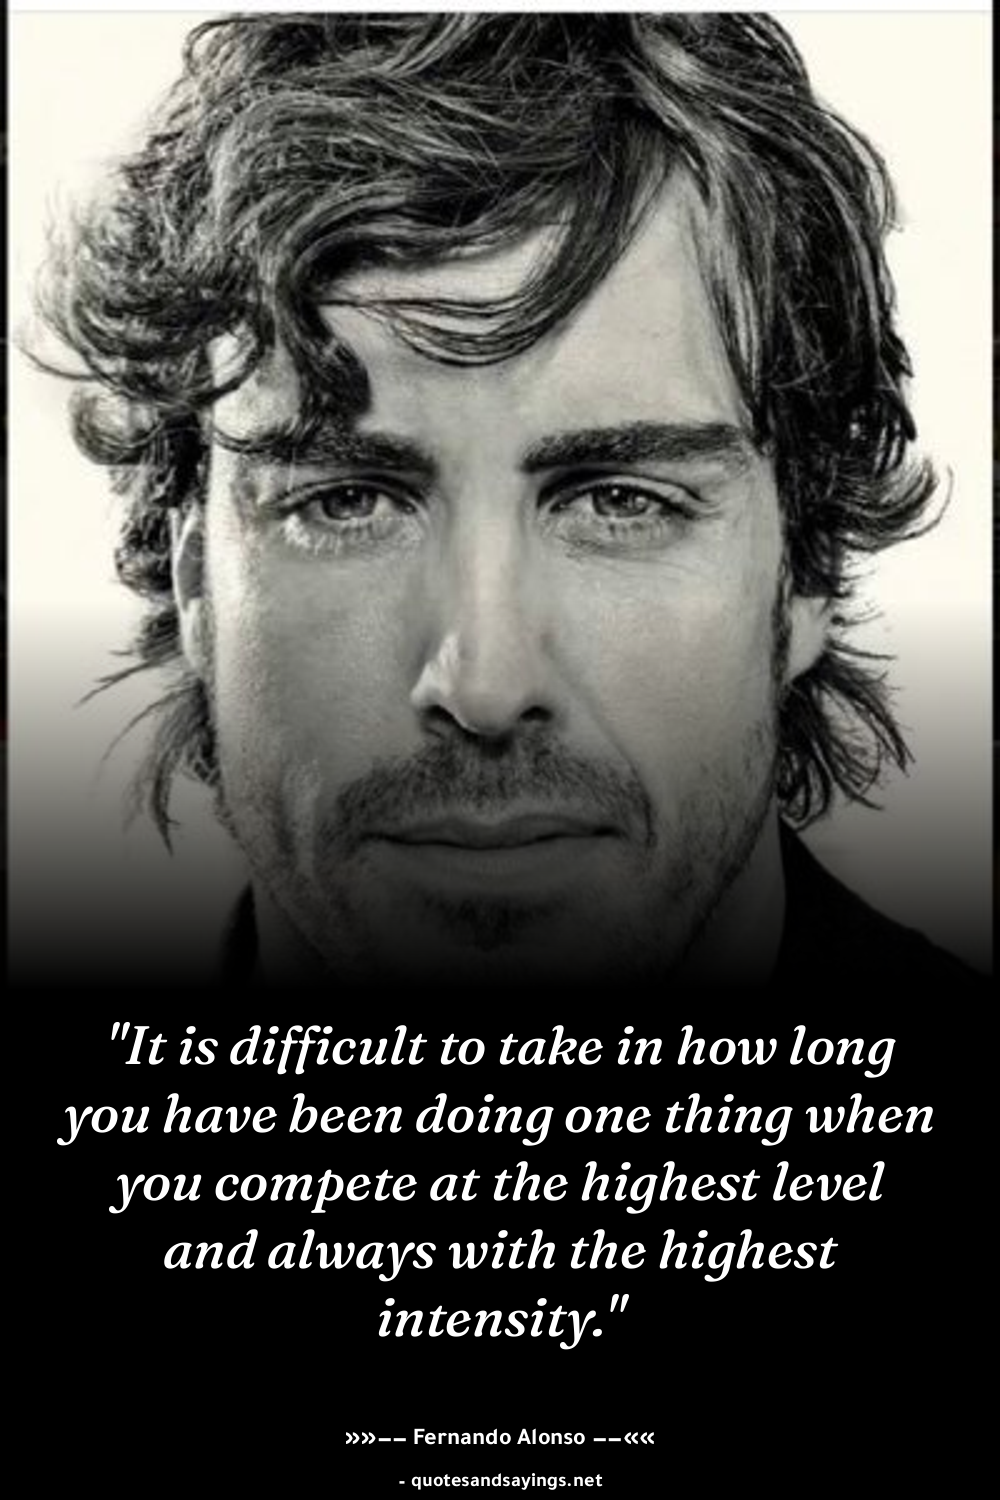 "It is difficult to take in how long
you have been doing one thing when
you compete at the highest level
and always with the highest
intensity."
»»−− Fernando Alonso −−««
- quotesandsayings.net